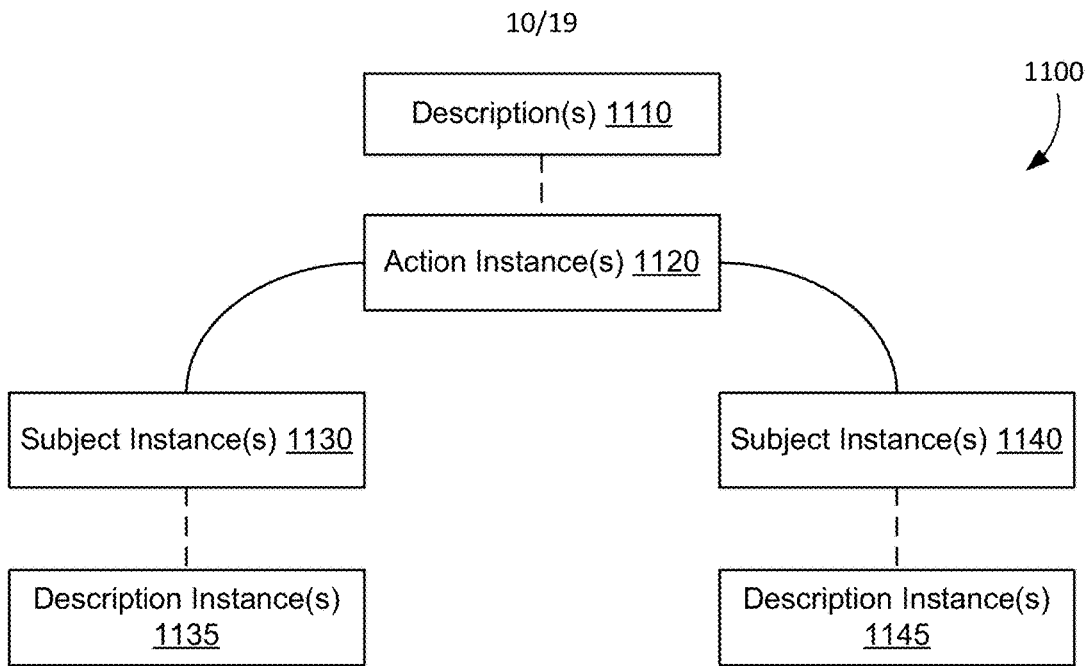 10/19
1100
Description(s) 1110
Action Instance(s) 1120
Subject Instance(s) 1130
Subject Instance(s) 1140
Description Instance(s)
1135
Description Instance(s)
1145